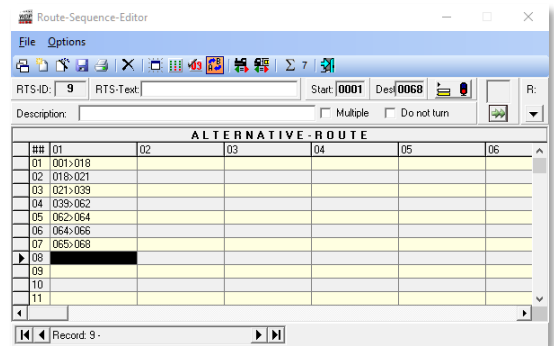 Route-Sequence-Editor
File Options
Σ 7
RTS-ID: 9 RTS-Text: Start: 0001 Des 0068 R:
Description: Multiple Do not turn
ALTERNATIVE-ROUTE
## 01 02 03 04 05 06
01 001>018
02 018>021
03 021>039
04 039>062
05 062>064
06 064>066
07 065>068
08
09
10
11
Record: 9 -